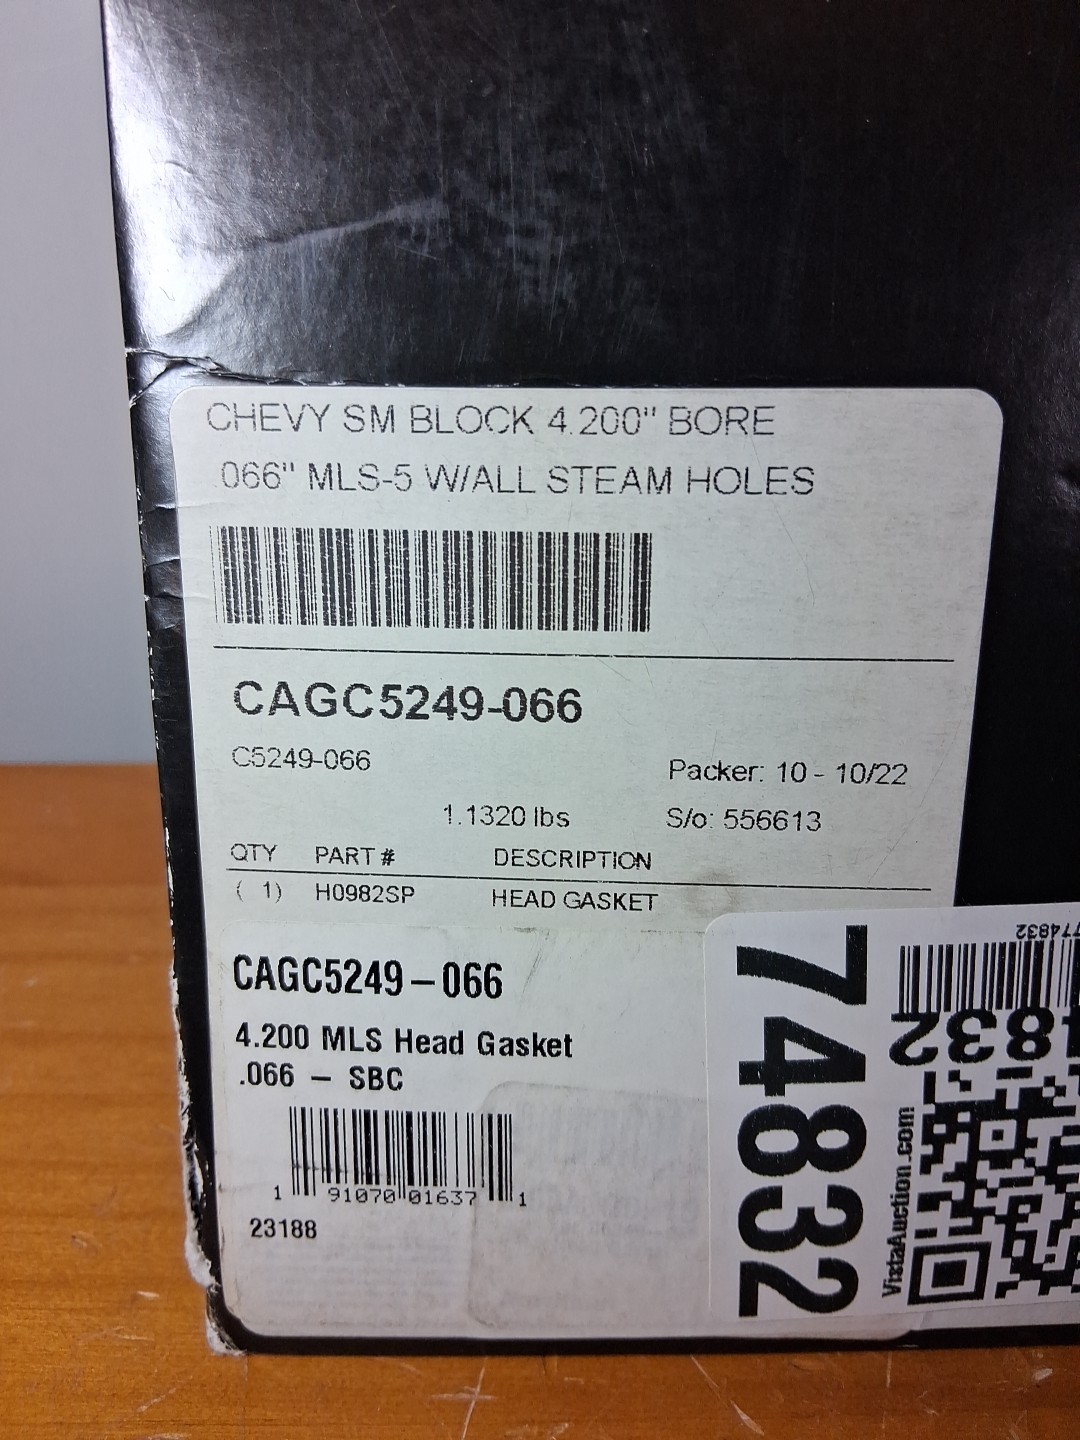 CHEVY SM BLOCK 4.200" BORE
.066" MLS-5 W/ALL STEAM HOLES
CAGC5249-066
C5249-066
Packer: 10 - 10/22
1.1320 lbs
S/o: 556613
QTY PART # DESCRIPTION
( 1) H0982SP HEAD GASKET
CAGC5249-066
4.200 MLS Head Gasket
.066 - SBC
1 91070 01637 1
23188
74832
774832
4832
VistaAuction.com